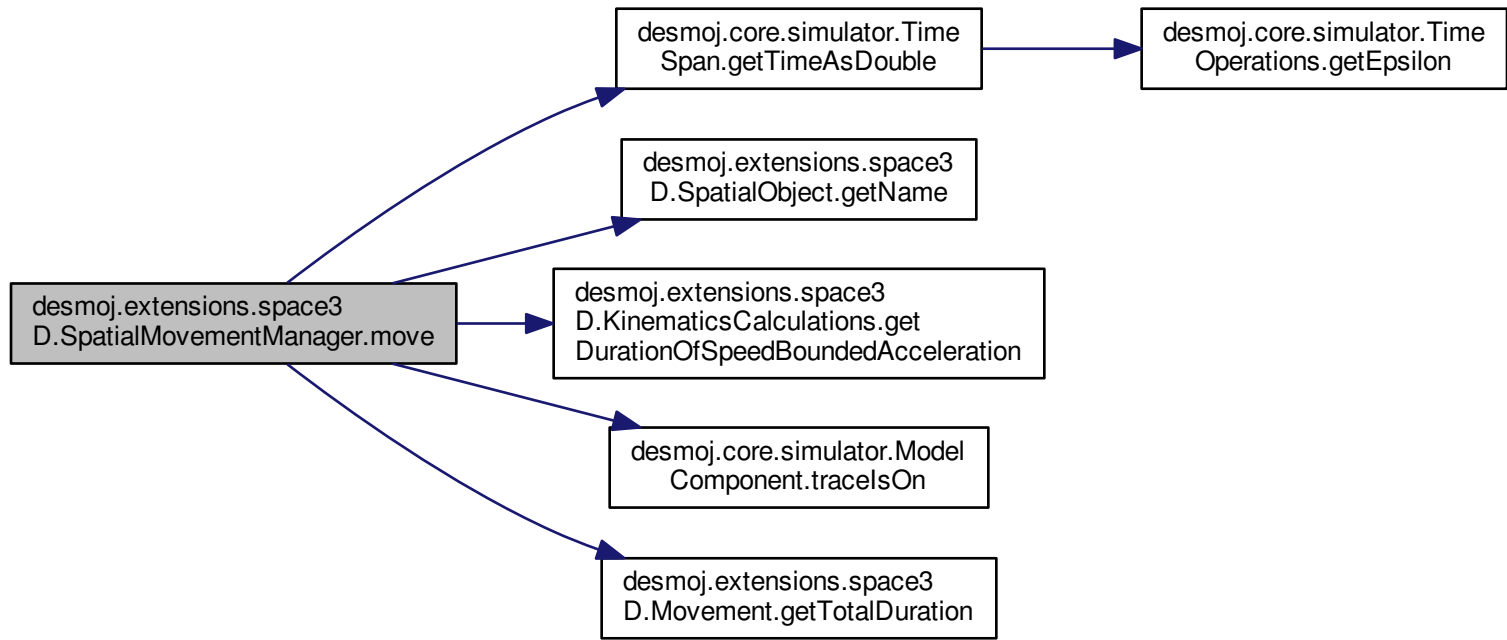 desmoj.core.simulator.Time
Span.getTimeAsDouble
desmoj.core.simulator.Time
Operations.getEpsilon
desmoj.extensions.space3
D.SpatialObject.getName
desmoj.extensions.space3
D.SpatialMovementManager.move
desmoj.extensions.space3
D.KinematicsCalculations.get
DurationOfSpeedBoundedAcceleration
desmoj.core.simulator.Model
Component.traceIsOn
desmoj.extensions.space3
D.Movement.getTotalDuration